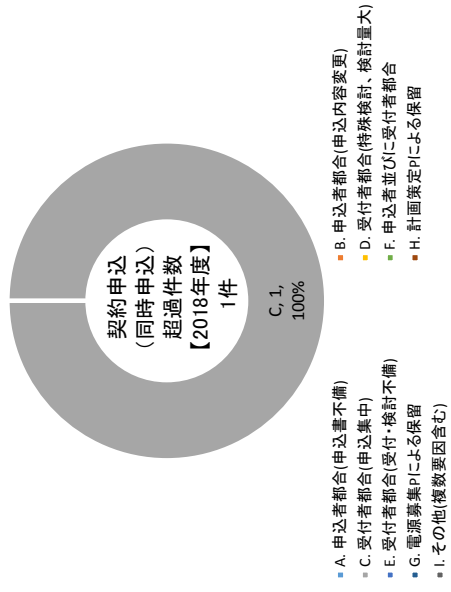 契約申込
(同時申込)
超過件数
【2018年度】
1件
C, 1,
100%
A. 申込者都合(申込書不備)
B. 申込者都合(申込内容変更)
C. 受付者都合(申込集中)
D. 受付者都合(特殊検討、検討量大)
E. 受付者都合(受付・検討不備)
F. 申込者並びに受付者都合
G. 電源募集Pによる保留
H. 計画策定Pによる保留
I. その他(複数要因含む)